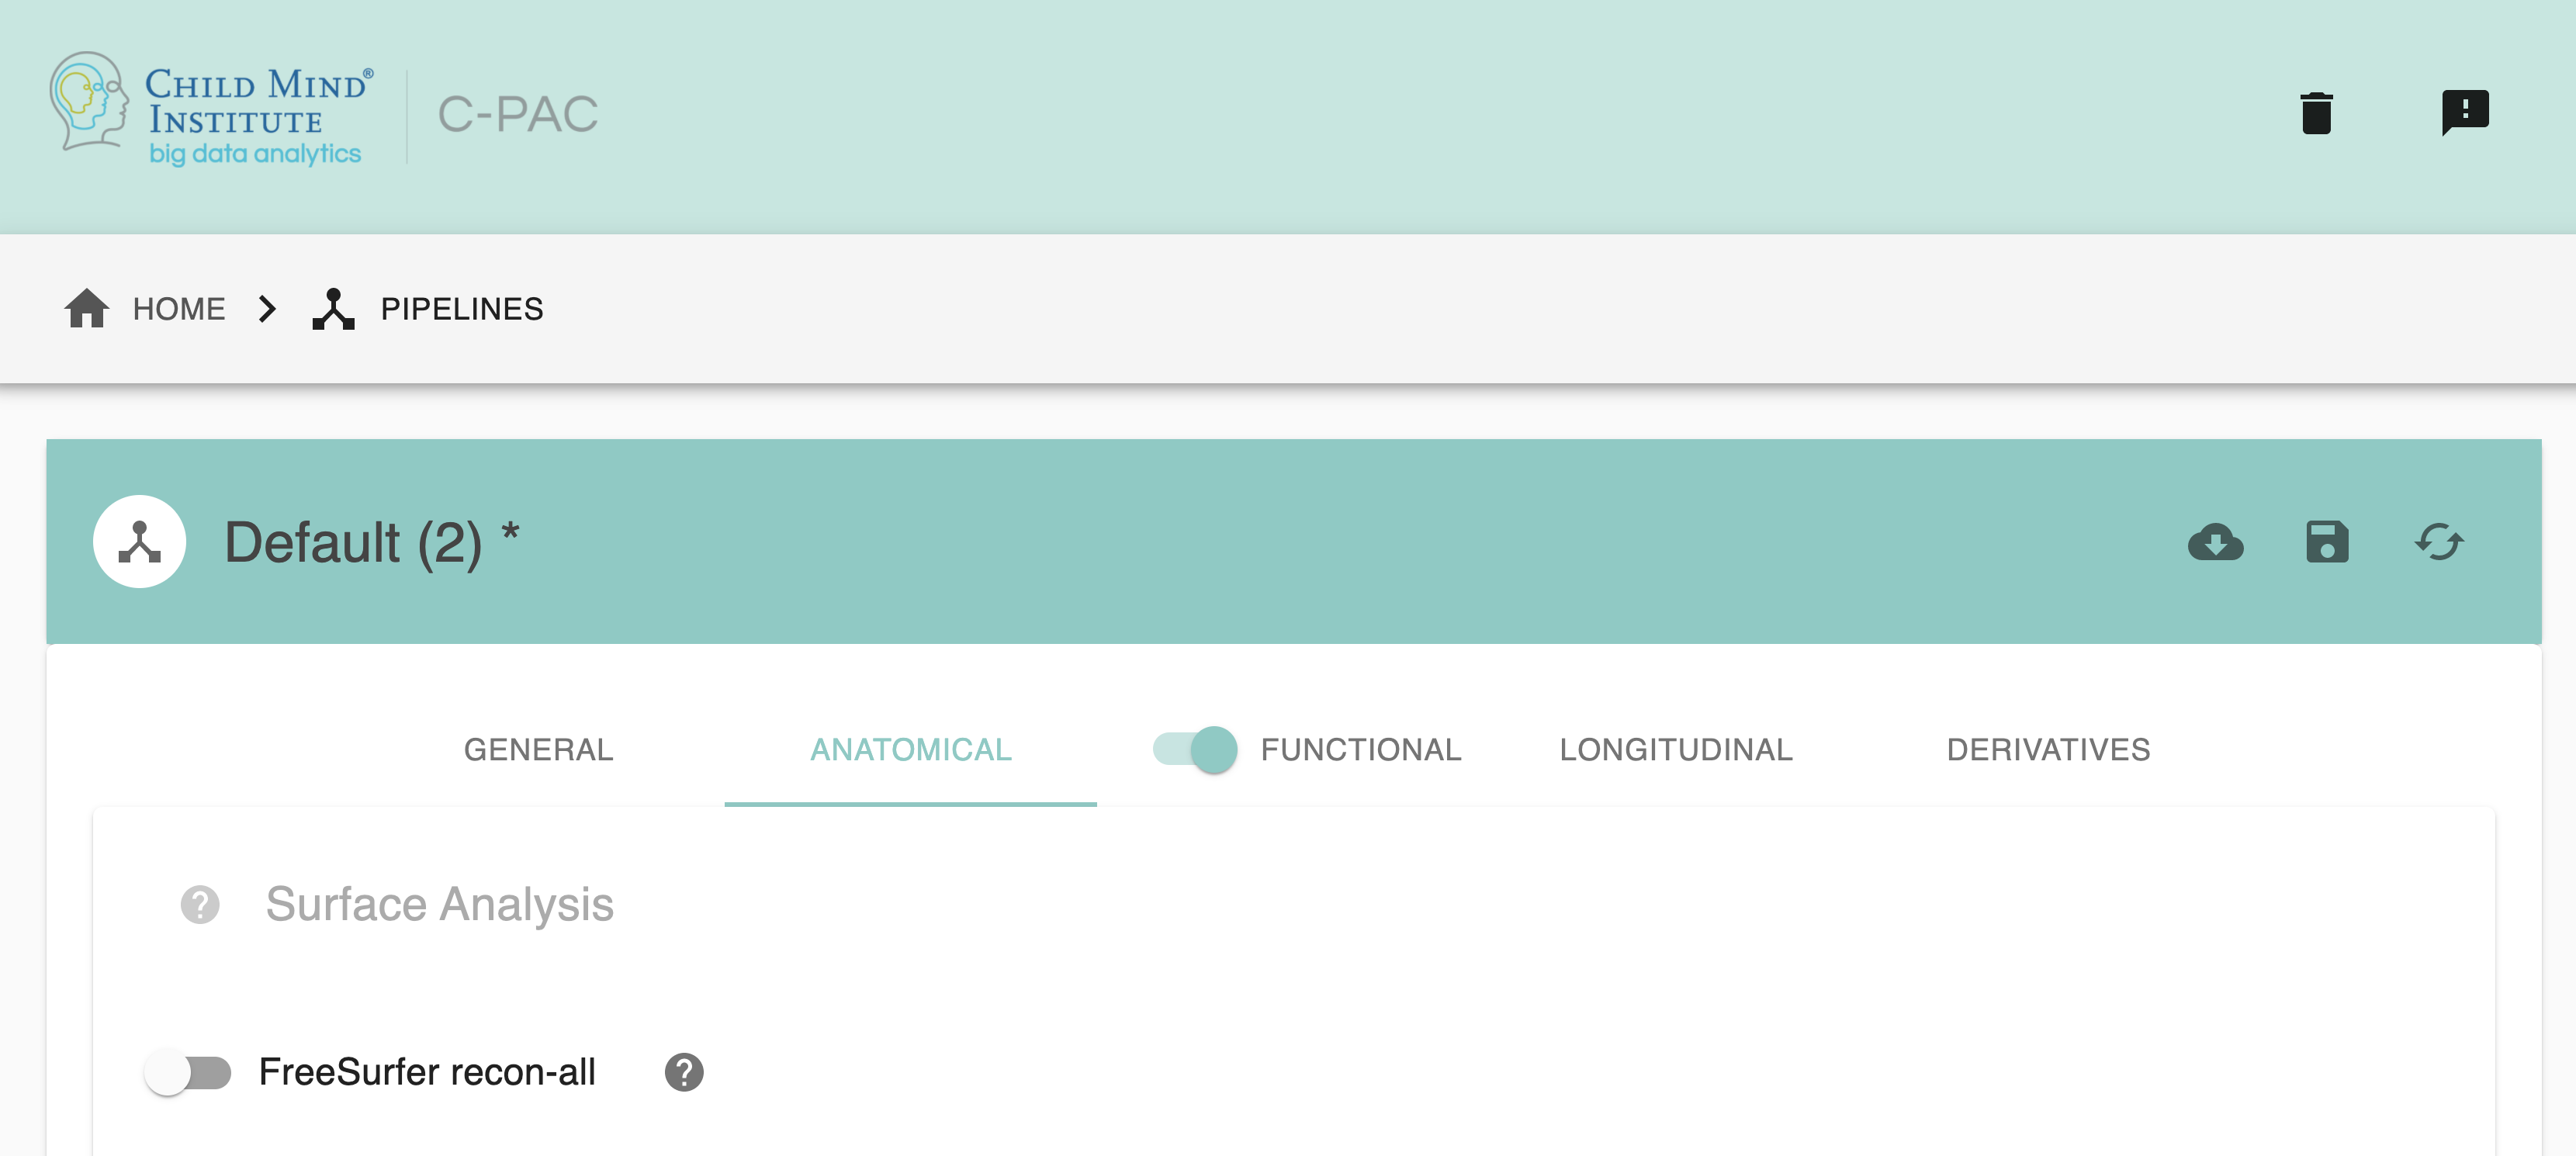 CHILD MIND®
INSTITUTE
big data analytics
C-PAC
HOME
PIPELINES
Default (2) *
GENERAL
ANATOMICAL
FUNCTIONAL
LONGITUDINAL
DERIVATIVES
Surface Analysis
FreeSurfer recon-all